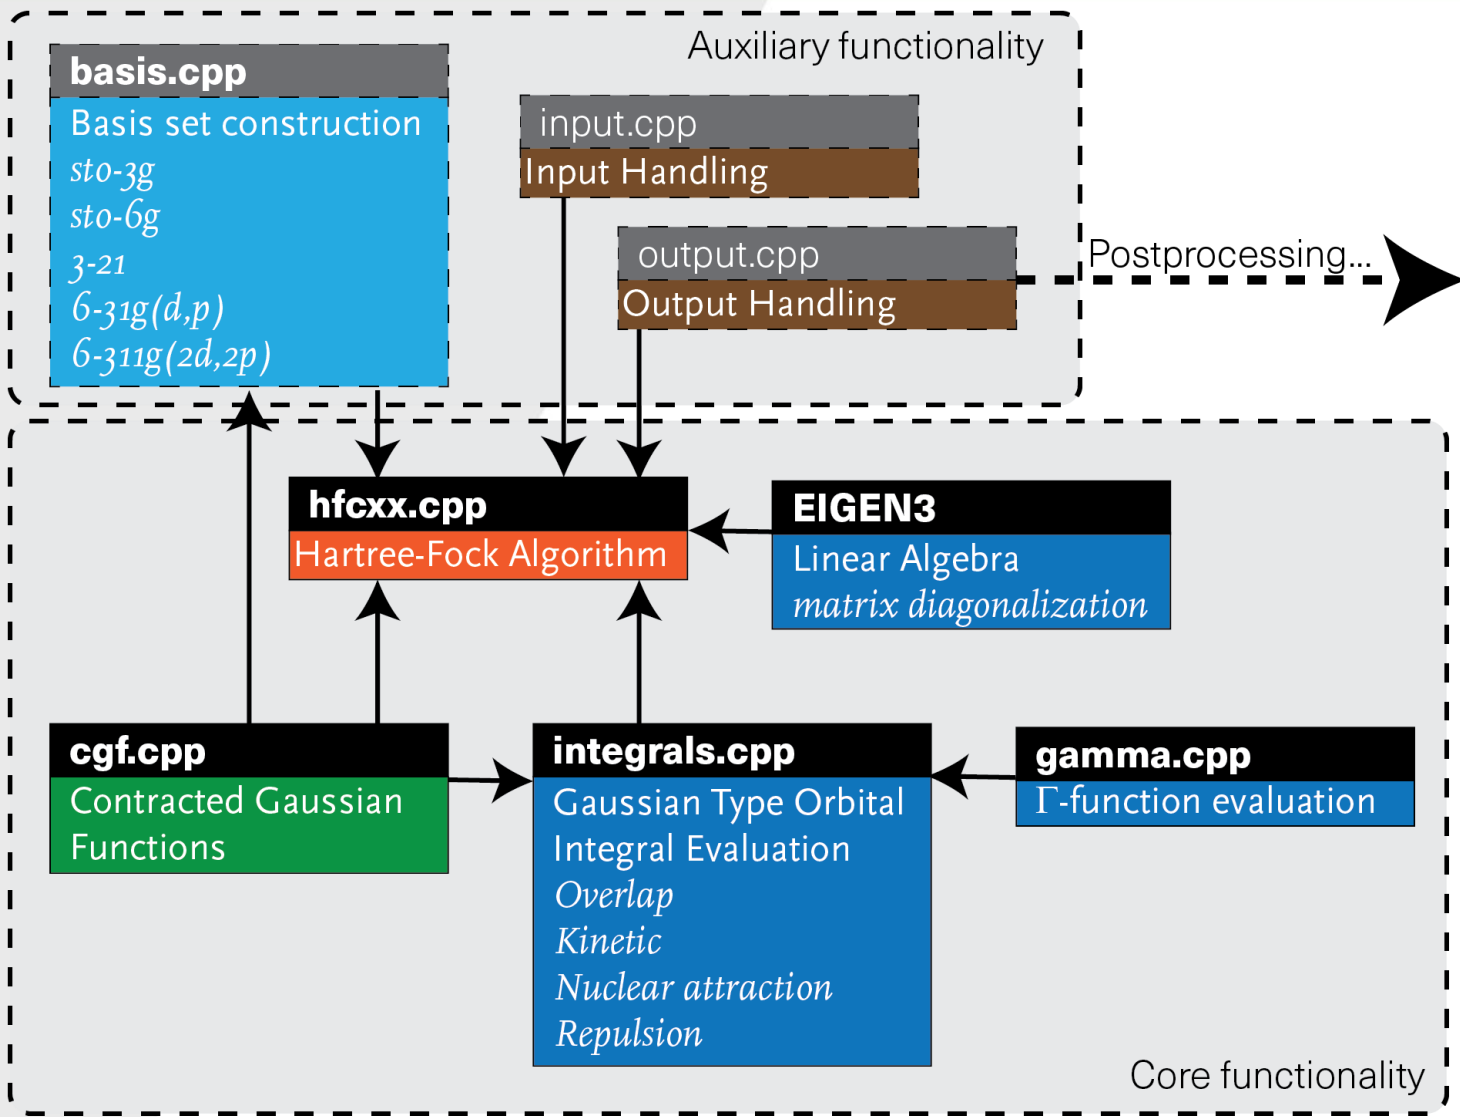 Auxiliary functionality
basis.cpp
Basis set construction
sto-3g
sto-6g
3-21
6-31g(d,p)
6-311g(2d,2p)
input.cpp
Input Handling
output.cpp
Output Handling
Postprocessing...
hfcxx.cpp
Hartree-Fock Algorithm
EIGEN3
Linear Algebra
matrix diagonalization
cgf.cpp
Contracted Gaussian
Functions
integrals.cpp
Gaussian Type Orbital
Integral Evaluation
Overlap
Kinetic
Nuclear attraction
Repulsion
gamma.cpp
Γ-function evaluation
Core functionality